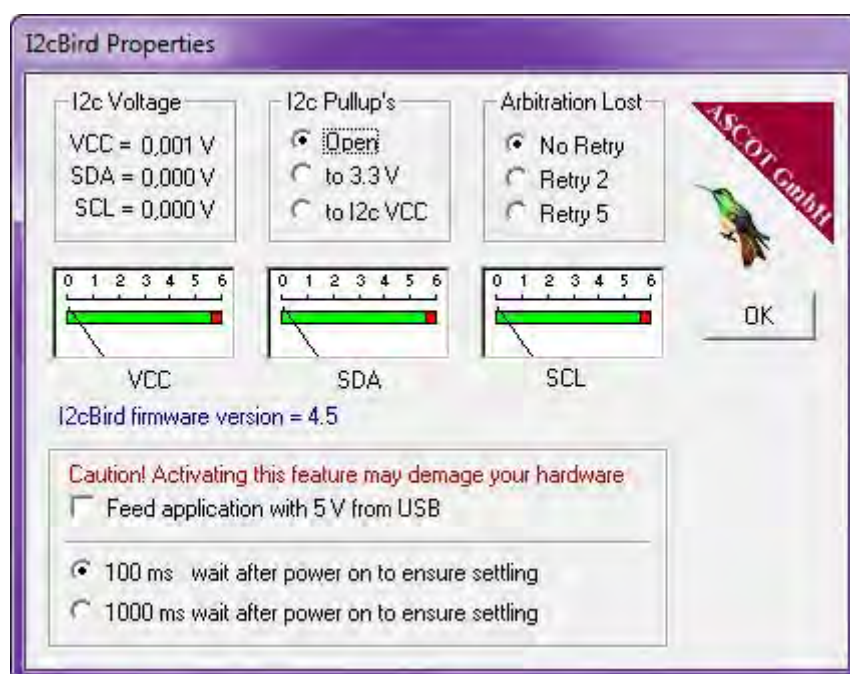 I2cBird Properties
I2c Voltage
VCC = 0,001 V
SDA = 0,000 V
SCL = 0,000 V
I2c Pullup's
Open
to 3.3 V
to I2c VCC
Arbitration Lost
No Retry
Retry 2
Retry 5
ASCOT GmbH
0 1 2 3 4 5 6
VCC
0 1 2 3 4 5 6
SDA
0 1 2 3 4 5 6
SCL
OK
I2cBird firmware version = 4.5
Caution! Activating this feature may demage your hardware
Feed application with 5 V from USB
100 ms wait after power on to ensure settling
1000 ms wait after power on to ensure settling